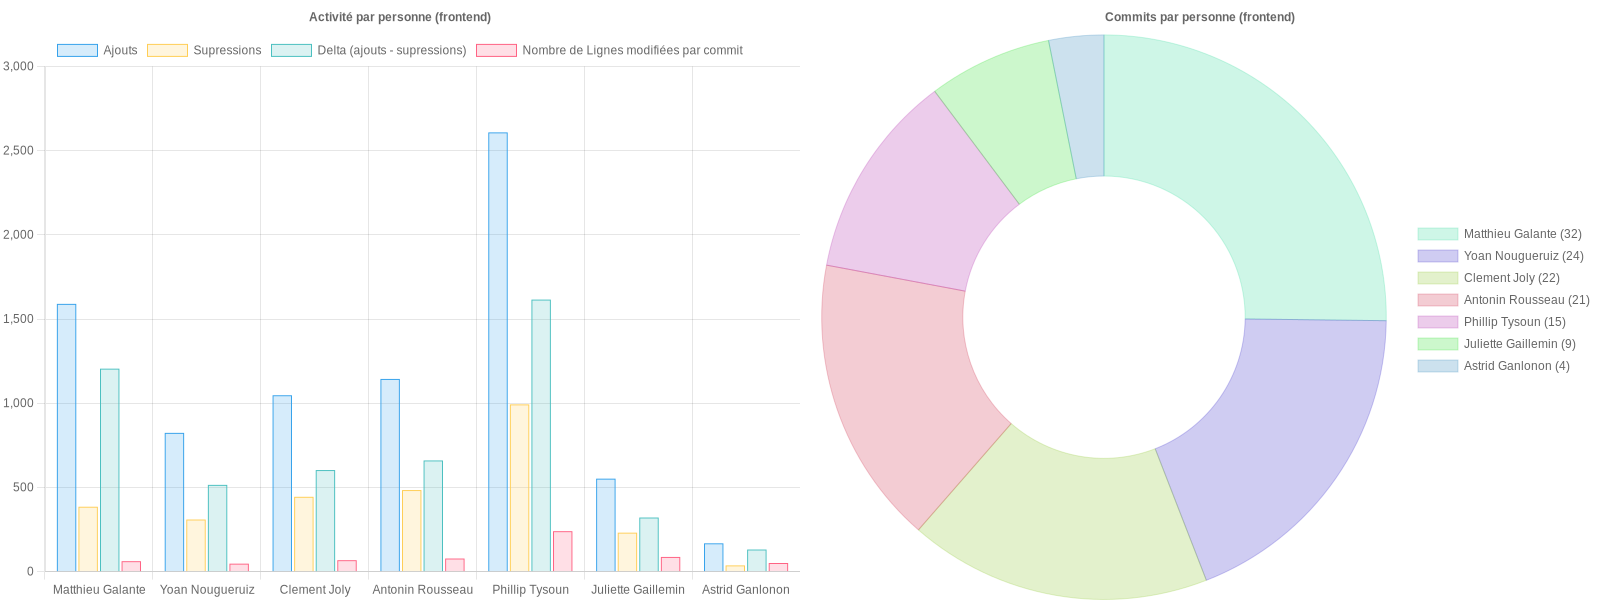 Activité par personne (frontend)
Ajouts
Supressions
Delta (ajouts - supressions)
Nombre de Lignes modifiées par commit
3,000
2,500
2,000
1,500
1,000
500
0
Matthieu Galante
Yoan Nougueruiz
Clement Joly
Antonin Rousseau
Phillip Tysoun
Juliette Gaillemin
Astrid Ganlonon
Commits par personne (frontend)
Matthieu Galante (32)
Yoan Nougueruiz (24)
Clement Joly (22)
Antonin Rousseau (21)
Phillip Tysoun (15)
Juliette Gaillemin (9)
Astrid Ganlonon (4)